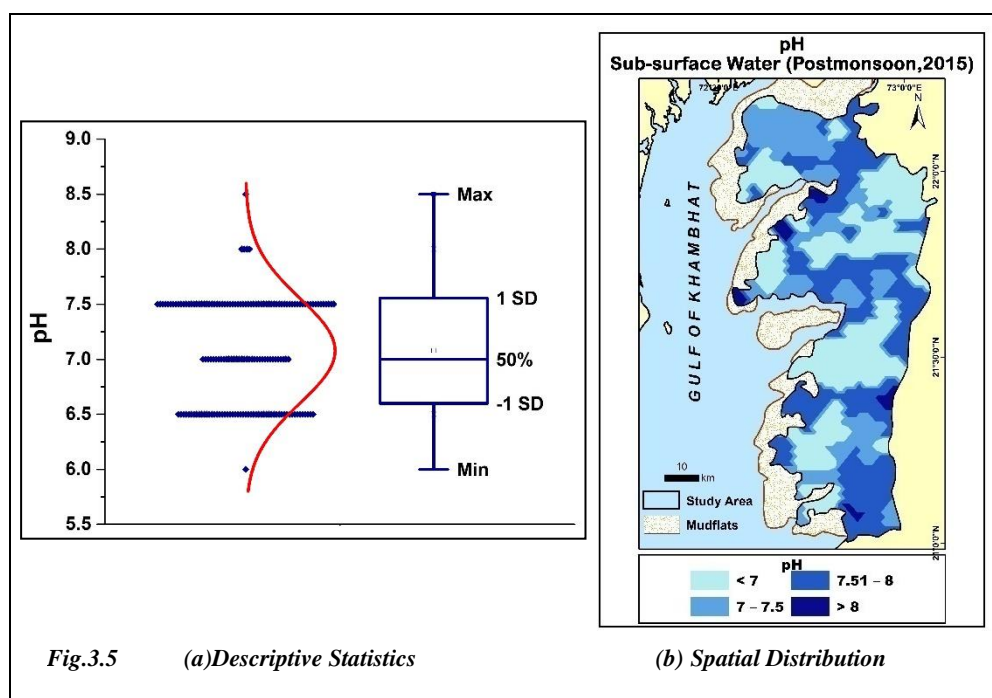 9.0
8.5
8.0
7.5
7.0
6.5
6.0
5.5
pH
Max
1 SD
50%
-1 SD
Min
pH
Sub-surface Water (Postmonsoon,2015)
73°0'0"E
N
22°0'0"N
21°30'0"N
GULF OF KHAMBHAT
10
km
Study Area
Mudflats
pH
< 7
7.51 – 8
7 – 7.5
> 8
Fig.3.5 (a)Descriptive Statistics (b) Spatial Distribution